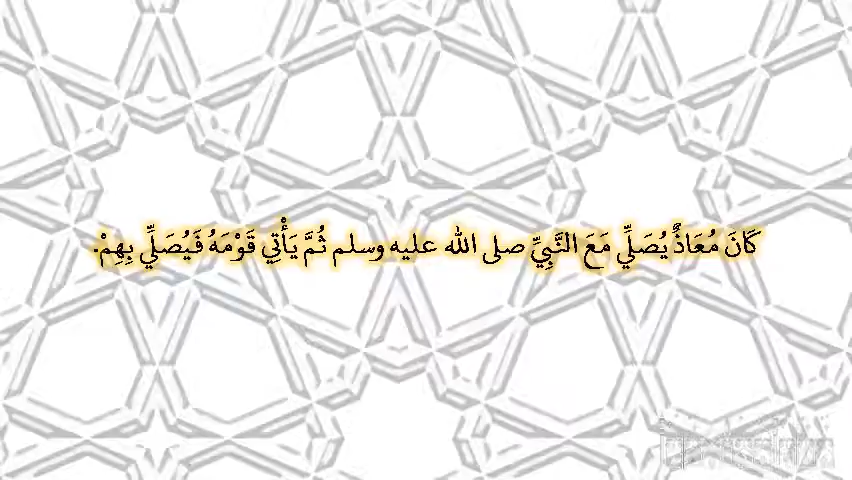 كَانَ مُعَاذٌ يُصَلِّي مَعَ النَّبِيِّ صلى الله عليه وسلم ثُمَّ يَأْتِي قَوْمَهُ فَيُصَلِّي بِهِمْ.